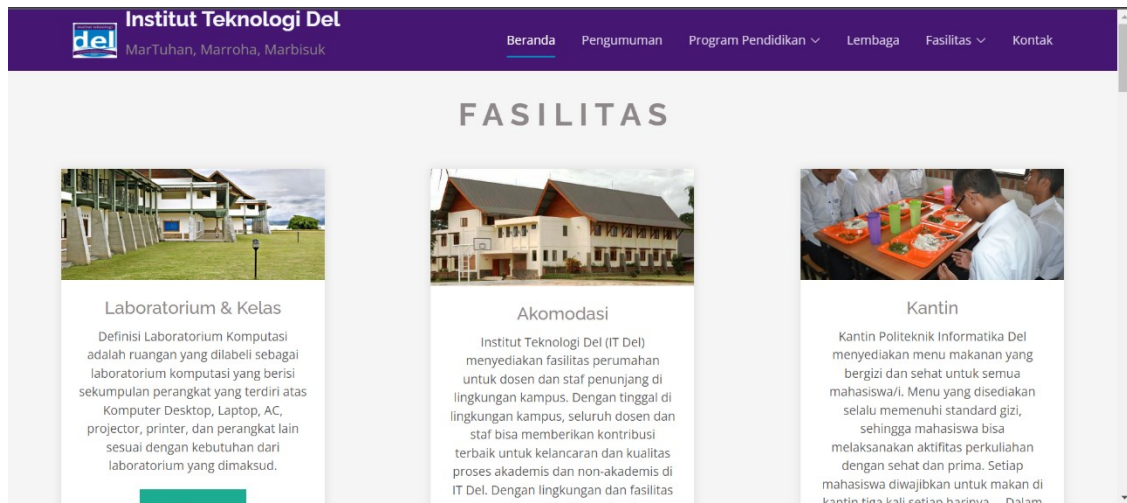 Institut Teknologi Del
del
MarTuhan, Marroha, Marbisuk
Beranda
Pengumuman
Program Pendidikan
Lembaga
Fasilitas
Kontak
FASILITAS
Laboratorium & Kelas
Definisi Laboratorium Komputasi
adalah ruangan yang dilabeli sebagai
laboratorium komputasi yang berisi
sekumpulan perangkat yang terdiri atas
Komputer Desktop, Laptop, AC,
projector, printer, dan perangkat lain
sesuai dengan kebutuhan dari
laboratorium yang dimaksud.
Akomodasi
Institut Teknologi Del (IT Del)
menyediakan fasilitas perumahan
untuk dosen dan staf penunjang di
lingkungan kampus. Dengan tinggal di
lingkungan kampus, seluruh dosen dan
staf bisa memberikan kontribusi
terbaik untuk kelancaran dan kualitas
proses akademis dan non-akademis di
IT Del. Dengan lingkungan dan fasilitas
Kantin
Kantin Politeknik Informatika Del
menyediakan menu makanan yang
bergizi dan sehat untuk semua
mahasiswa/i. Menu yang disediakan
selalu memenuhi standard gizi,
sehingga mahasiswa bisa
melaksanakan aktifitas perkuliahan
dengan sehat dan prima. Setiap
mahasiswa diwajibkan untuk makan di
kantin tiga kali setiap harinya. .. Dalam